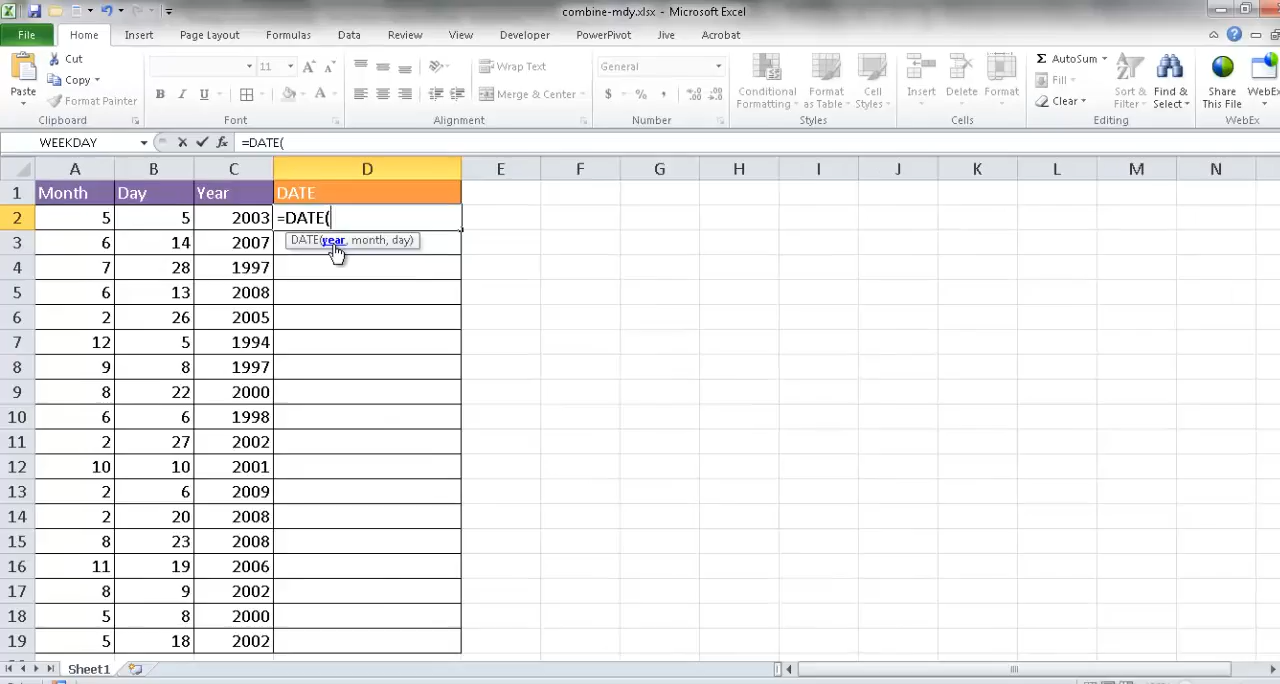 combine-mdy.xlsx - Microsoft Excel
File Home Insert Page Layout Formulas Data Review View Developer PowerPivot Jive Acrobat
Paste Cut Copy Format Painter
11
B I U A
Wrap Text
Merge & Center
General
$ % ,
Conditional Formatting Format as Table Cell Styles
Insert Delete Format
Σ AutoSum Fill Clear
Sort & Filter Find & Select
Share This File WebEx
Clipboard Font Alignment Number Styles Cells Editing WebEx
WEEKDAY fx =DATE(
A B C D E F G H I J K L M N
1 Month Day Year DATE
2 5 5 2003 =DATE(
DATE(year, month, day)
3 6 14 2007
4 7 28 1997
5 6 13 2008
6 2 26 2005
7 12 5 1994
8 9 8 1997
9 8 22 2000
10 6 6 1998
11 2 27 2002
12 10 10 2001
13 2 6 2009
14 2 20 2008
15 8 23 2008
16 11 19 2006
17 8 9 2002
18 5 8 2000
19 5 18 2002
Sheet1